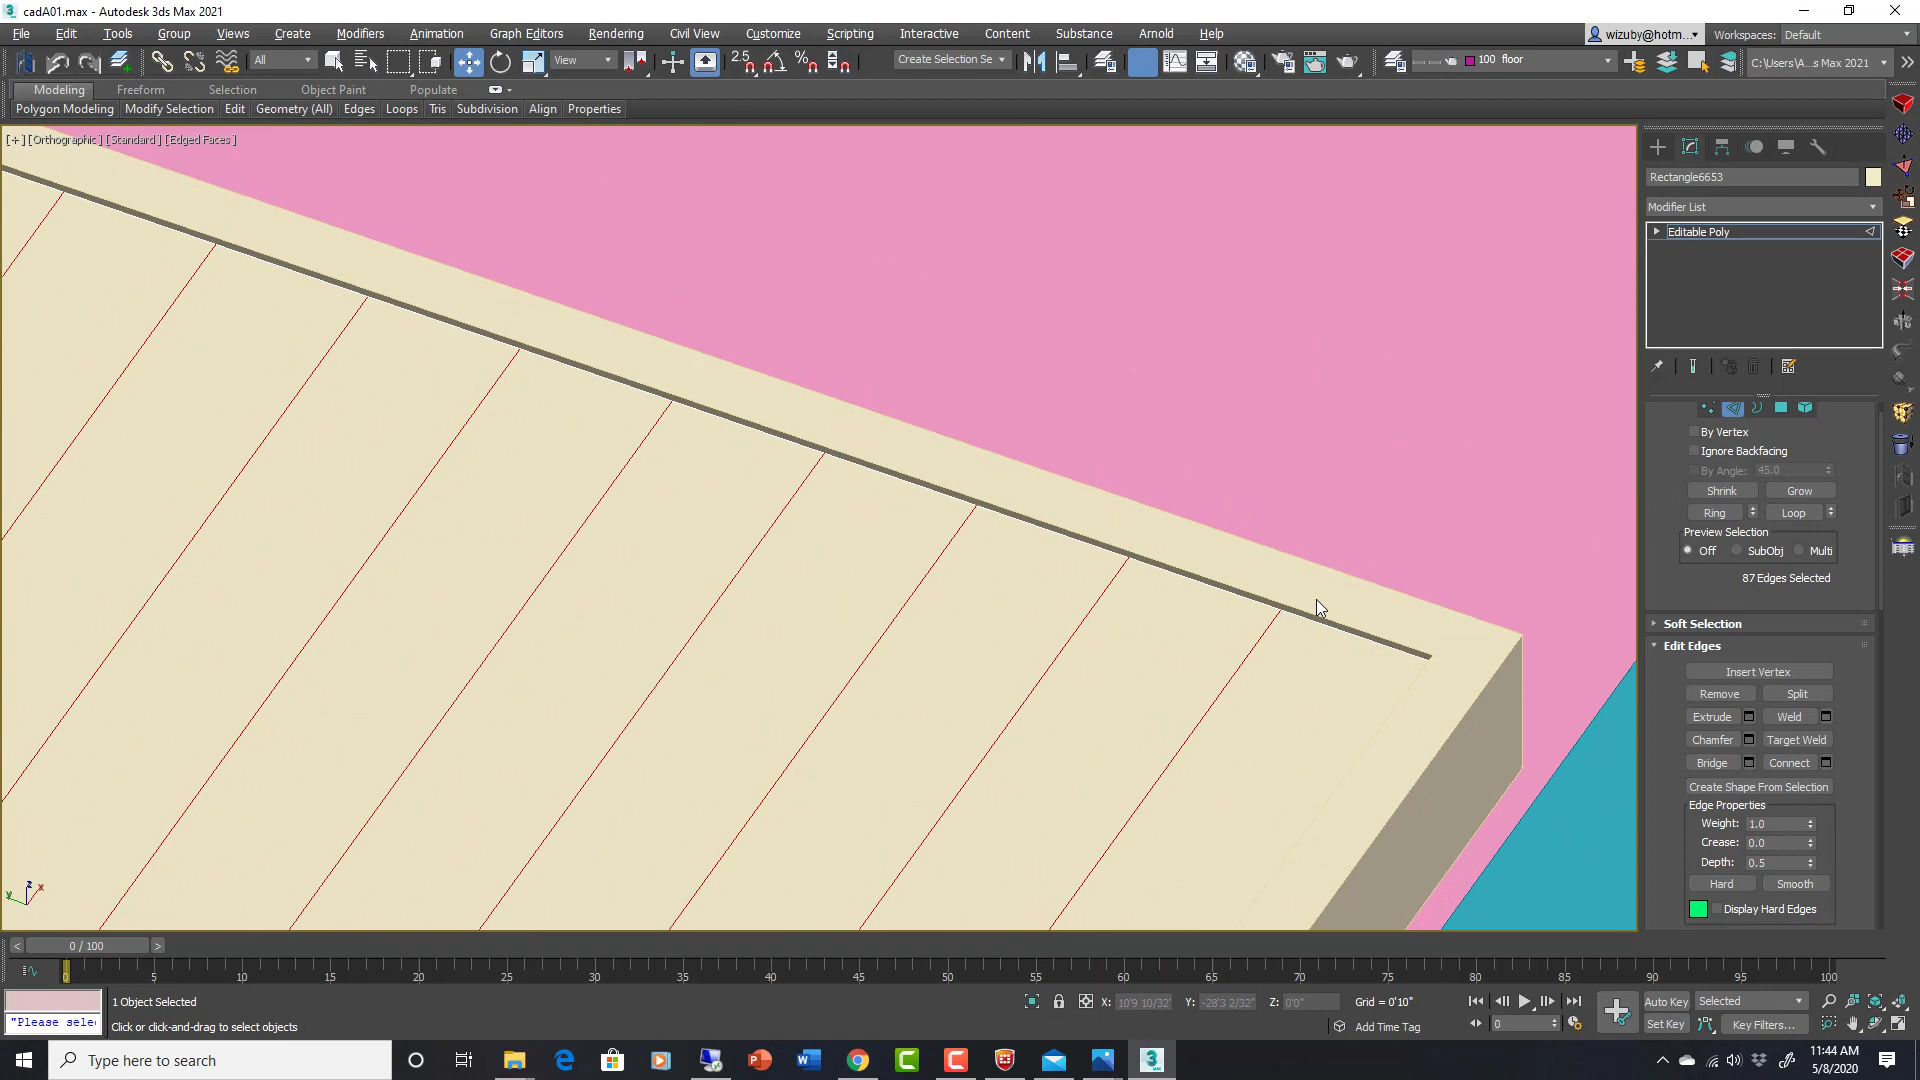 cadA01.max - Autodesk 3ds Max 2021
File Edit Tools Group Views Create Modifiers Animation Graph Editors Rendering Civil View Customize Scripting Interactive Content Substance Arnold Help
wizuby@hotm... Workspaces: Default
All View Create Selection Se 100 floor C:\Users\A...s Max 2021
Modeling Freeform Selection Object Paint Populate
Polygon Modeling Modify Selection Edit Geometry (All) Edges Loops Tris Subdivision Align Properties
[+] [Orthographic] [Standard] [Edged Faces]
Rectangle6653
Modifier List
Editable Poly
By Vertex
Ignore Backfacing
By Angle: 45.0
Shrink Grow
Ring Loop
Preview Selection
Off SubObj Multi
87 Edges Selected
Soft Selection
Edit Edges
Insert Vertex
Remove Split
Extrude Weld
Chamfer Target Weld
Bridge Connect
Create Shape From Selection
Edge Properties
Weight: 1.0
Crease: 0.0
Depth: 0.5
Hard Smooth
Display Hard Edges
z x y
0 / 100
0 5 10 15 20 25 30 35 40 45 50 55 60 65 70 75 80 85 90 95 100
1 Object Selected
X: 10'9 10/32" Y: -28'3 2/32" Z: 0'0" Grid = 0'10"
Auto Key Selected
"Please sele
Click or click-and-drag to select objects
Add Time Tag
0
Set Key Key Filters...
Type here to search
11:44 AM
5/8/2020